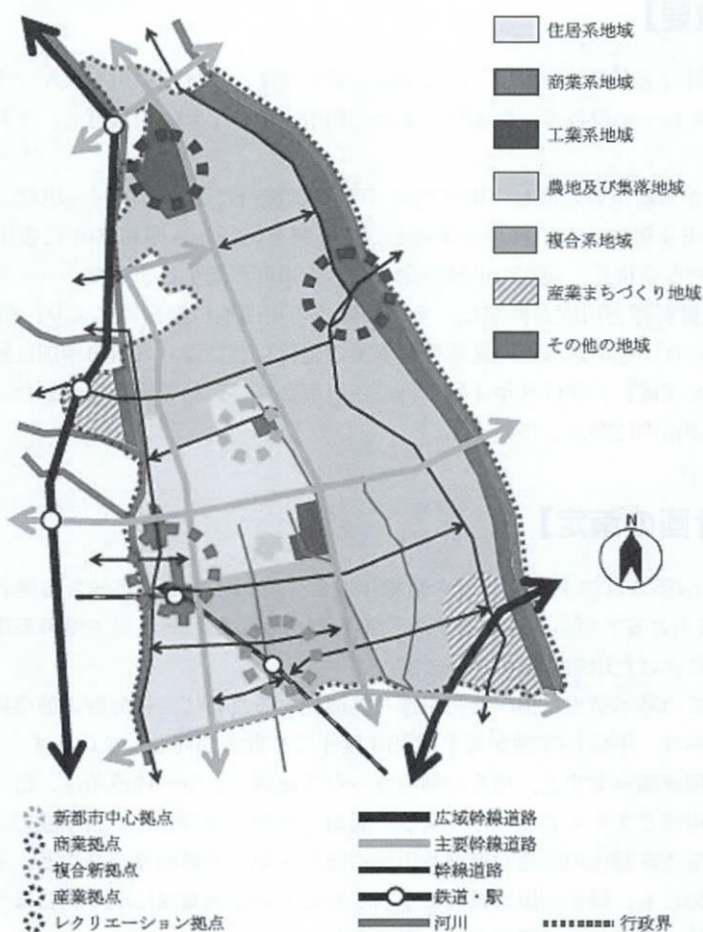 住居系地域
商業系地域
工業系地域
農地及び集落地域
複合系地域
産業まちづくり地域
その他の地域
N
新都市中心拠点
商業拠点
複合新拠点
産業拠点
レクリエーション拠点
広域幹線道路
主要幹線道路
幹線道路
鉄道・駅
河川
行政界